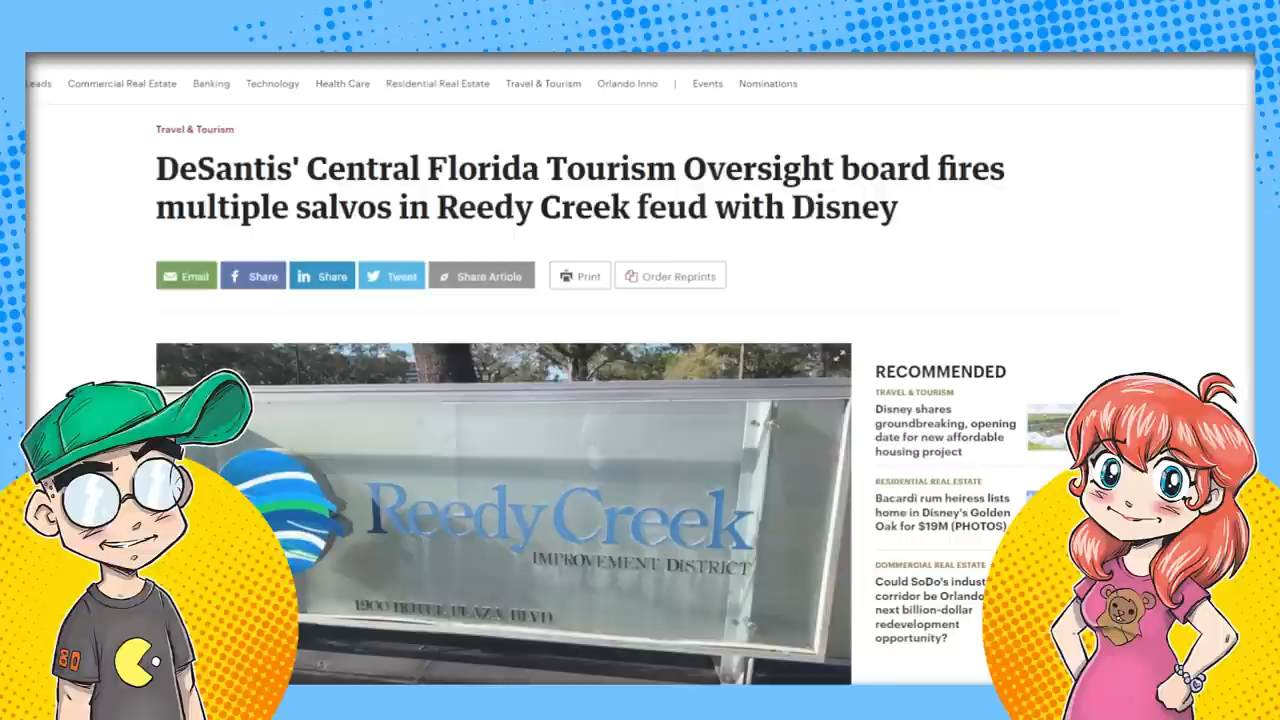 Leads Commercial Real Estate Banking Technology Health Care Residential Real Estate Travel & Tourism Orlando Inno | Events Nominations
Travel & Tourism
DeSantis' Central Florida Tourism Oversight board fires
multiple salvos in Reedy Creek feud with Disney
Email Share Share Tweet Share Article Print Order Reprints
Reedy Creek
IMPROVEMENT DISTRICT
1900 HOTEL PLAZA BLVD
RECOMMENDED
TRAVEL & TOURISM
Disney shares
groundbreaking, opening
date for new affordable
housing project
RESIDENTIAL REAL ESTATE
Bacardi rum heiress lists
home in Disney's Golden
Oak for $19M (PHOTOS)
COMMERCIAL REAL ESTATE
Could SoDo's indust
corridor be Orlando
next billion-dollar
redevelopment
opportunity?
80